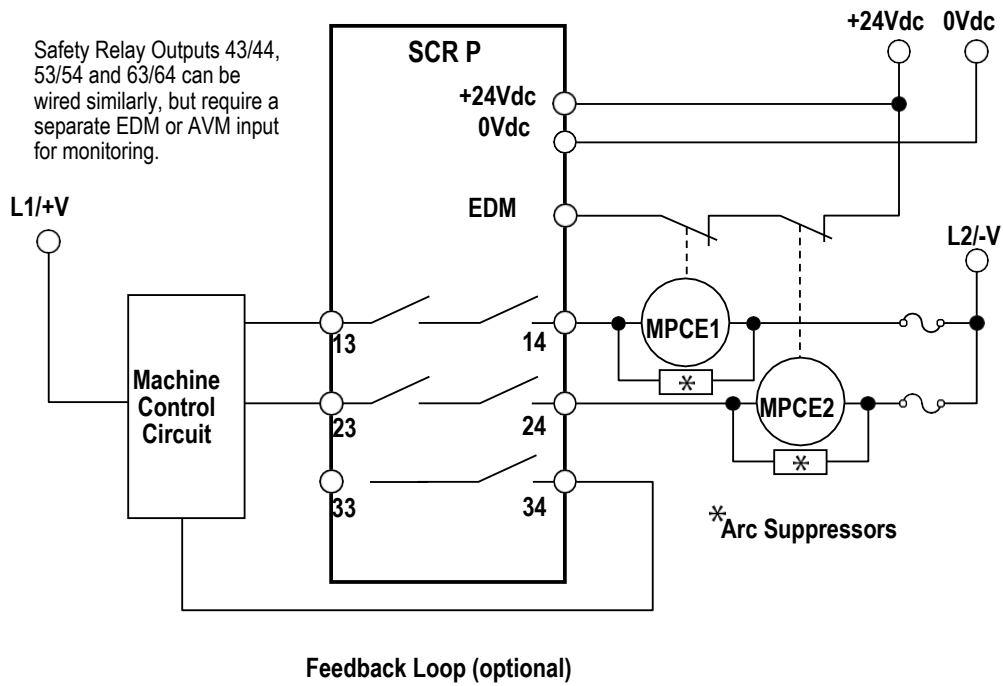 +24Vdc 0Vdc
Safety Relay Outputs 43/44,
53/54 and 63/64 can be
wired similarly, but require a
separate EDM or AVM input
for monitoring.
SCR P
+24Vdc
0Vdc
L1/+V
EDM
L2/-V
13
14
MPCE1
*
Machine
Control
Circuit
23
24
MPCE2
*
33
34
*Arc Suppressors
Feedback Loop (optional)